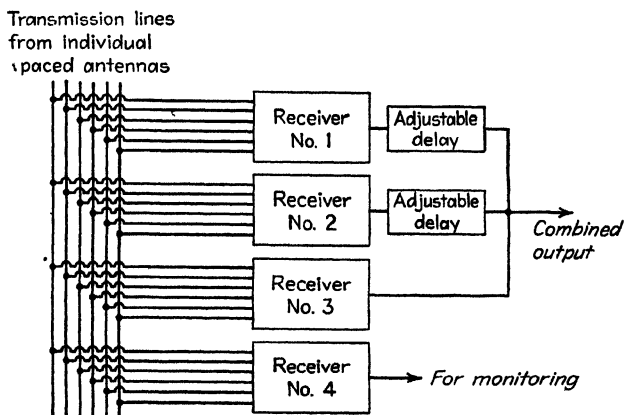 Transmission lines
from individual
paced antennas
Receiver
No. 1
Adjustable
delay
Receiver
No. 2
Adjustable
delay
Combined
output
Receiver
No. 3
Receiver
No. 4
For monitoring